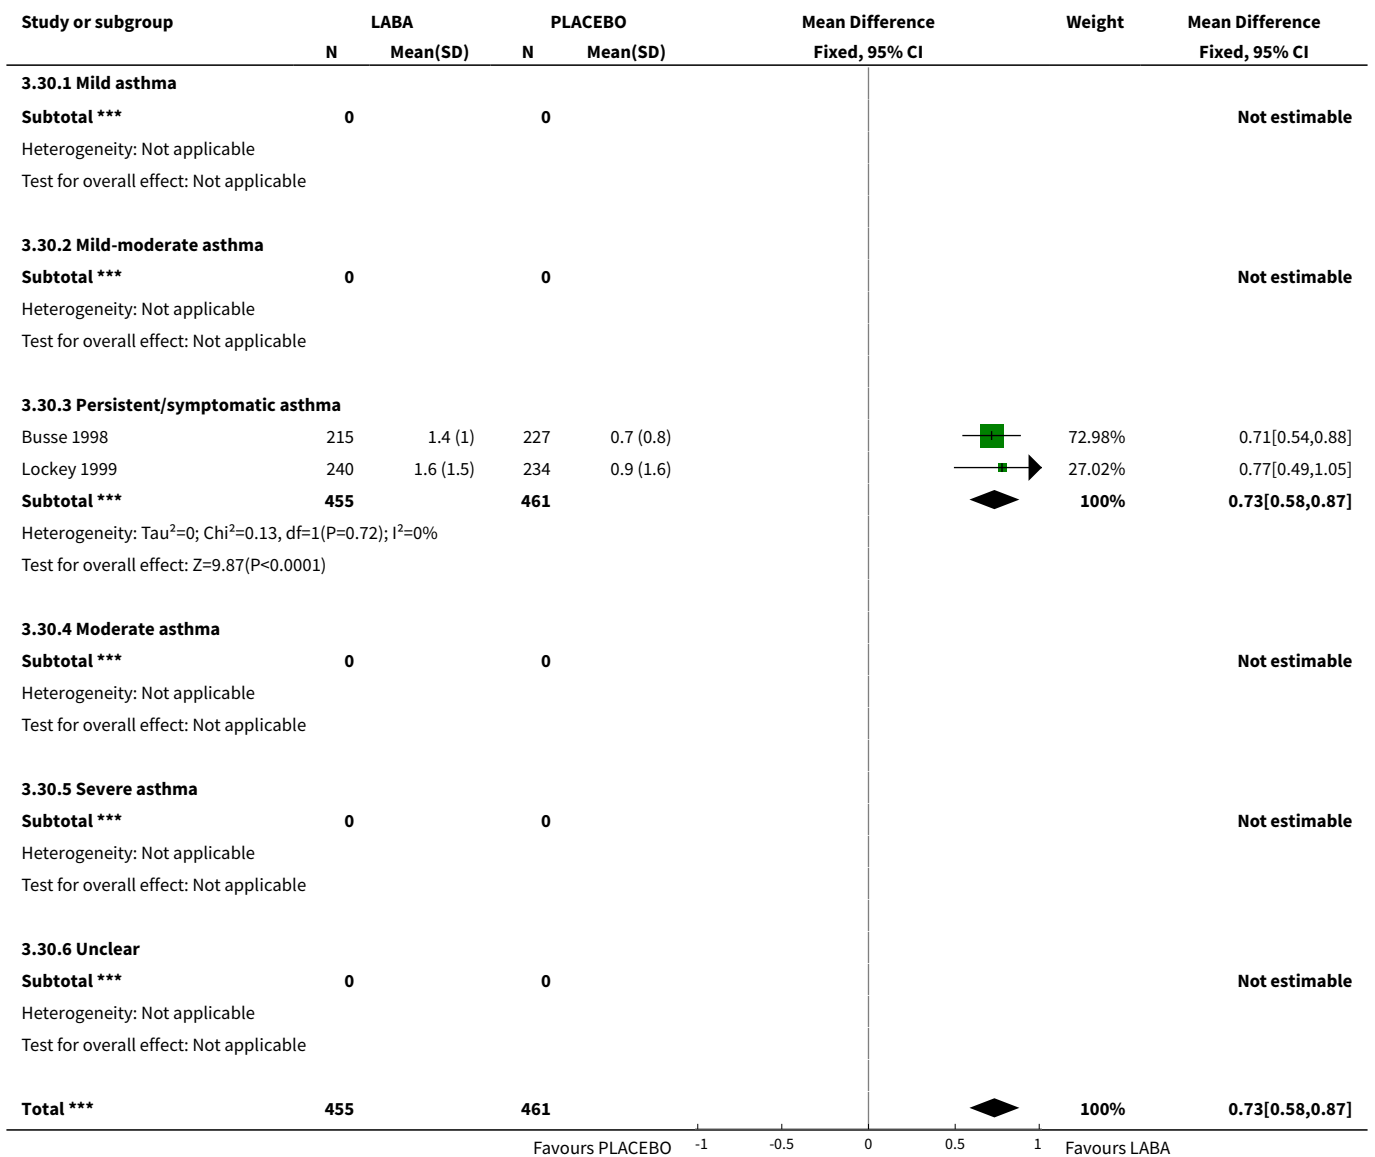 Study or subgroup LABA PLACEBO Mean Difference Weight Mean Difference
N Mean(SD) N Mean(SD) Fixed, 95% CI Fixed, 95% CI
3.30.1 Mild asthma
Subtotal *** 0 0 Not estimable
Heterogeneity: Not applicable
Test for overall effect: Not applicable
3.30.2 Mild-moderate asthma
Subtotal *** 0 0 Not estimable
Heterogeneity: Not applicable
Test for overall effect: Not applicable
3.30.3 Persistent/symptomatic asthma
Busse 1998 215 1.4 (1) 227 0.7 (0.8) 72.98% 0.71[0.54,0.88]
Lockey 1999 240 1.6 (1.5) 234 0.9 (1.6) 27.02% 0.77[0.49,1.05]
Subtotal *** 455 461 100% 0.73[0.58,0.87]
Heterogeneity: Tau²=0; Chi²=0.13, df=1(P=0.72); I²=0%
Test for overall effect: Z=9.87(P<0.0001)
3.30.4 Moderate asthma
Subtotal *** 0 0 Not estimable
Heterogeneity: Not applicable
Test for overall effect: Not applicable
3.30.5 Severe asthma
Subtotal *** 0 0 Not estimable
Heterogeneity: Not applicable
Test for overall effect: Not applicable
3.30.6 Unclear
Subtotal *** 0 0 Not estimable
Heterogeneity: Not applicable
Test for overall effect: Not applicable
Total *** 455 461 100% 0.73[0.58,0.87]
Favours PLACEBO -1 -0.5 0 0.5 1 Favours LABA